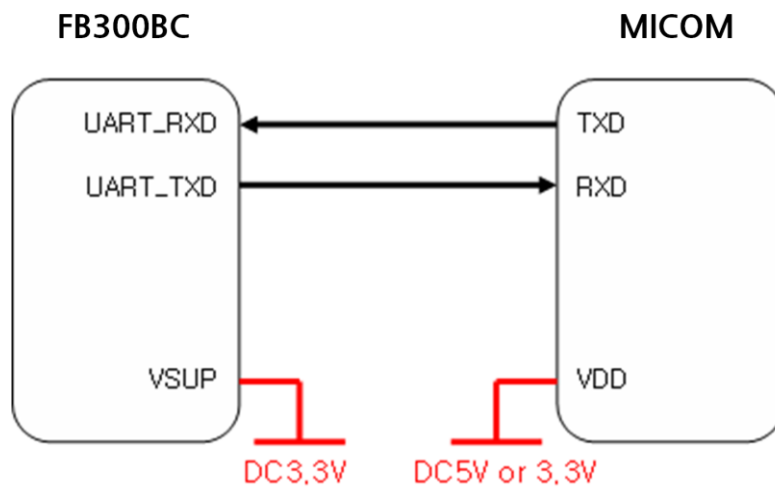 FB300BC
MICOM
UART_RXD
TXD
UART_TXD
RXD
VSUP
VDD
DC3,3V
DC5V or 3,3V